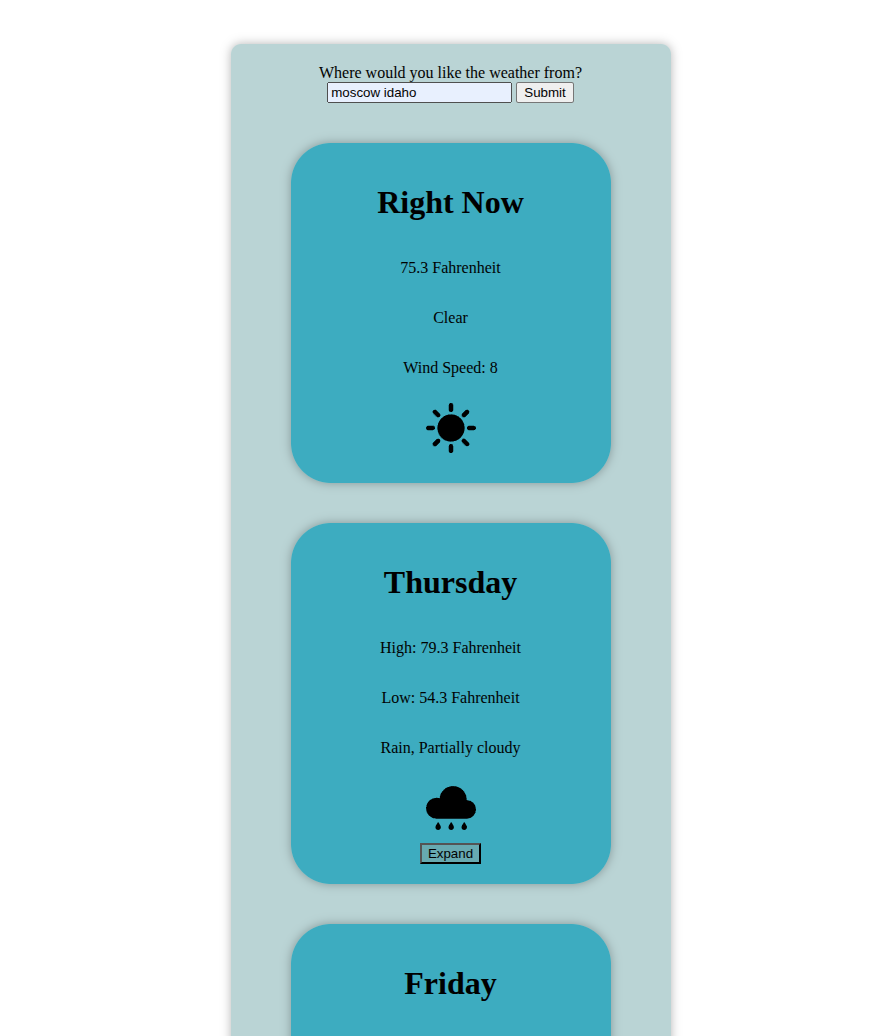 Where would you like the weather from?
moscow idaho Submit
Right Now
75.3 Fahrenheit
Clear
Wind Speed: 8
Thursday
High: 79.3 Fahrenheit
Low: 54.3 Fahrenheit
Rain, Partially cloudy
Expand
Friday